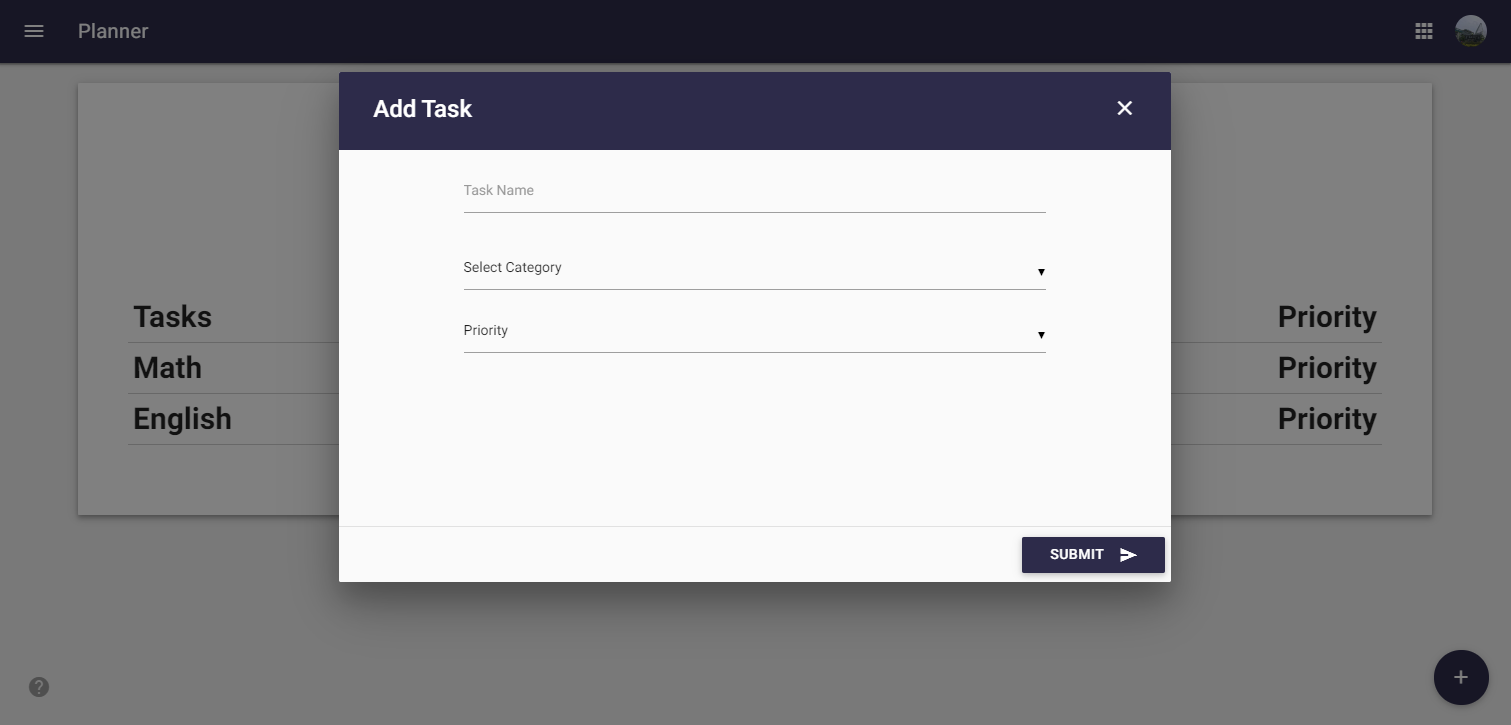 Planner
Add Task
Task Name
Select Category
Priority
Tasks Priority
Math Priority
English Priority
SUBMIT